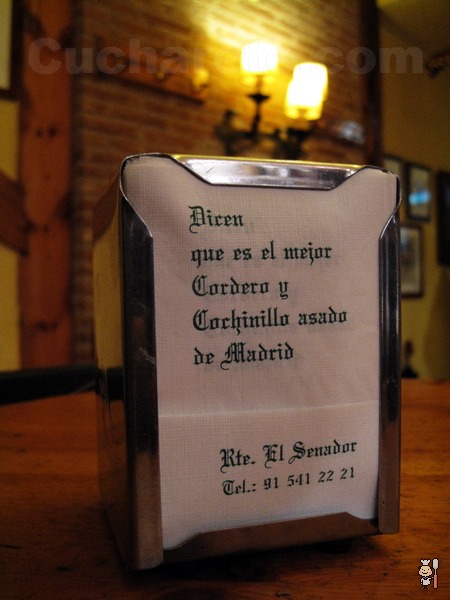 Dicen
que es el mejor
Cordero y
Cochinillo asado
de Madrid
Rte. El Senador
Tel.: 91 541 22 21